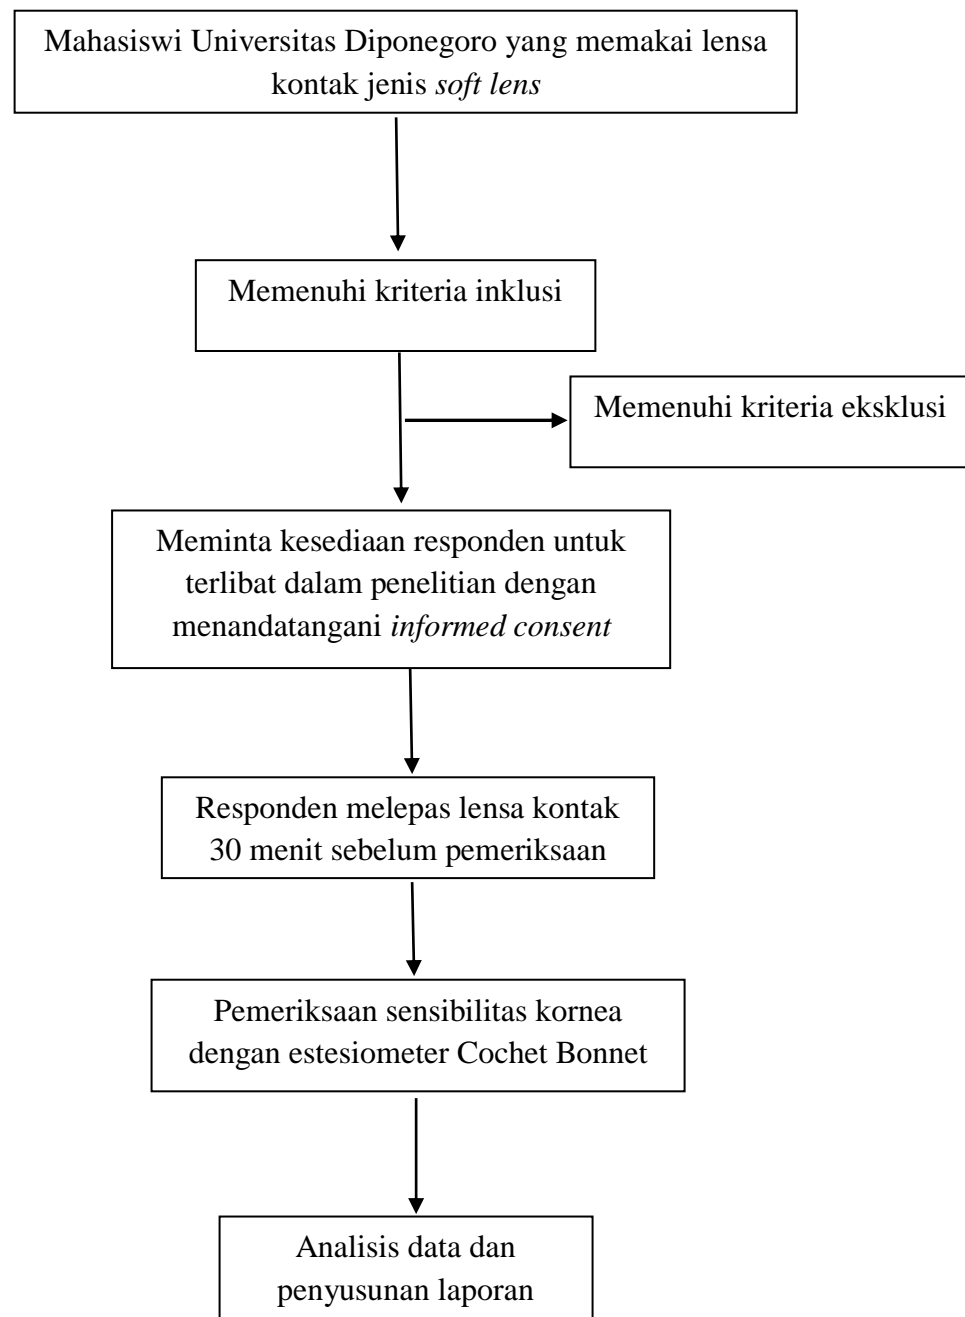 Mahasiswi Universitas Diponegoro yang memakai lensa
kontak jenis soft lens
Memenuhi kriteria inklusi
Memenuhi kriteria eksklusi
Meminta kesediaan responden untuk
terlibat dalam penelitian dengan
menandatangani informed consent
Responden melepas lensa kontak
30 menit sebelum pemeriksaan
Pemeriksaan sensibilitas kornea
dengan estesiometer Cochet Bonnet
Analisis data dan
penyusunan laporan